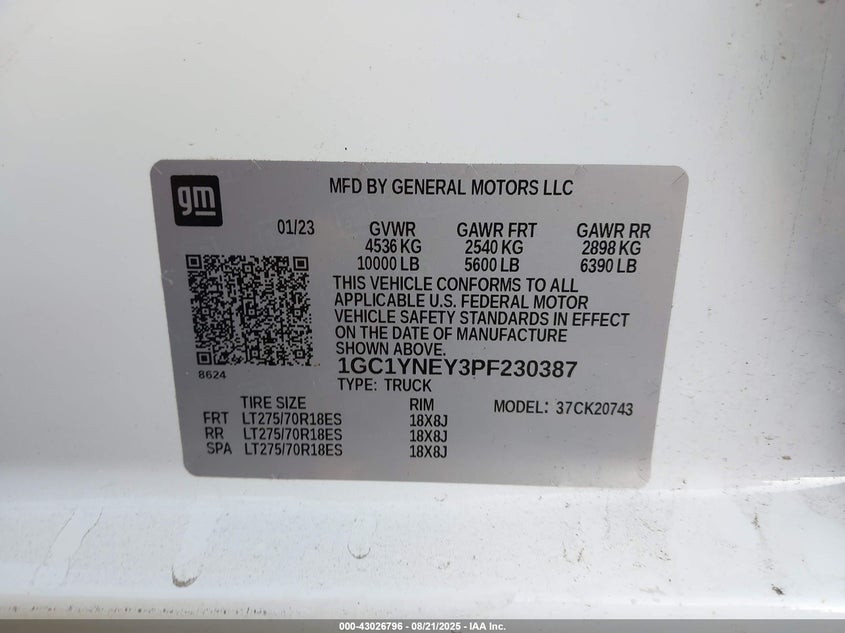 gm
MFD BY GENERAL MOTORS LLC
01/23 GVWR GAWR FRT GAWR RR
4536 KG 2540 KG 2898 KG
10000 LB 5600 LB 6390 LB
THIS VEHICLE CONFORMS TO ALL
APPLICABLE U.S. FEDERAL MOTOR
VEHICLE SAFETY STANDARDS IN EFFECT
ON THE DATE OF MANUFACTURE
SHOWN ABOVE.
8624
1GC1YNEY3PF230387
TYPE: TRUCK
TIRE SIZE RIM MODEL: 37CK20743
FRT LT275/70R18ES 18X8J
RR LT275/70R18ES 18X8J
SPA LT275/70R18ES 18X8J
000-43026796 - 08/21/2025 - IAA Inc.